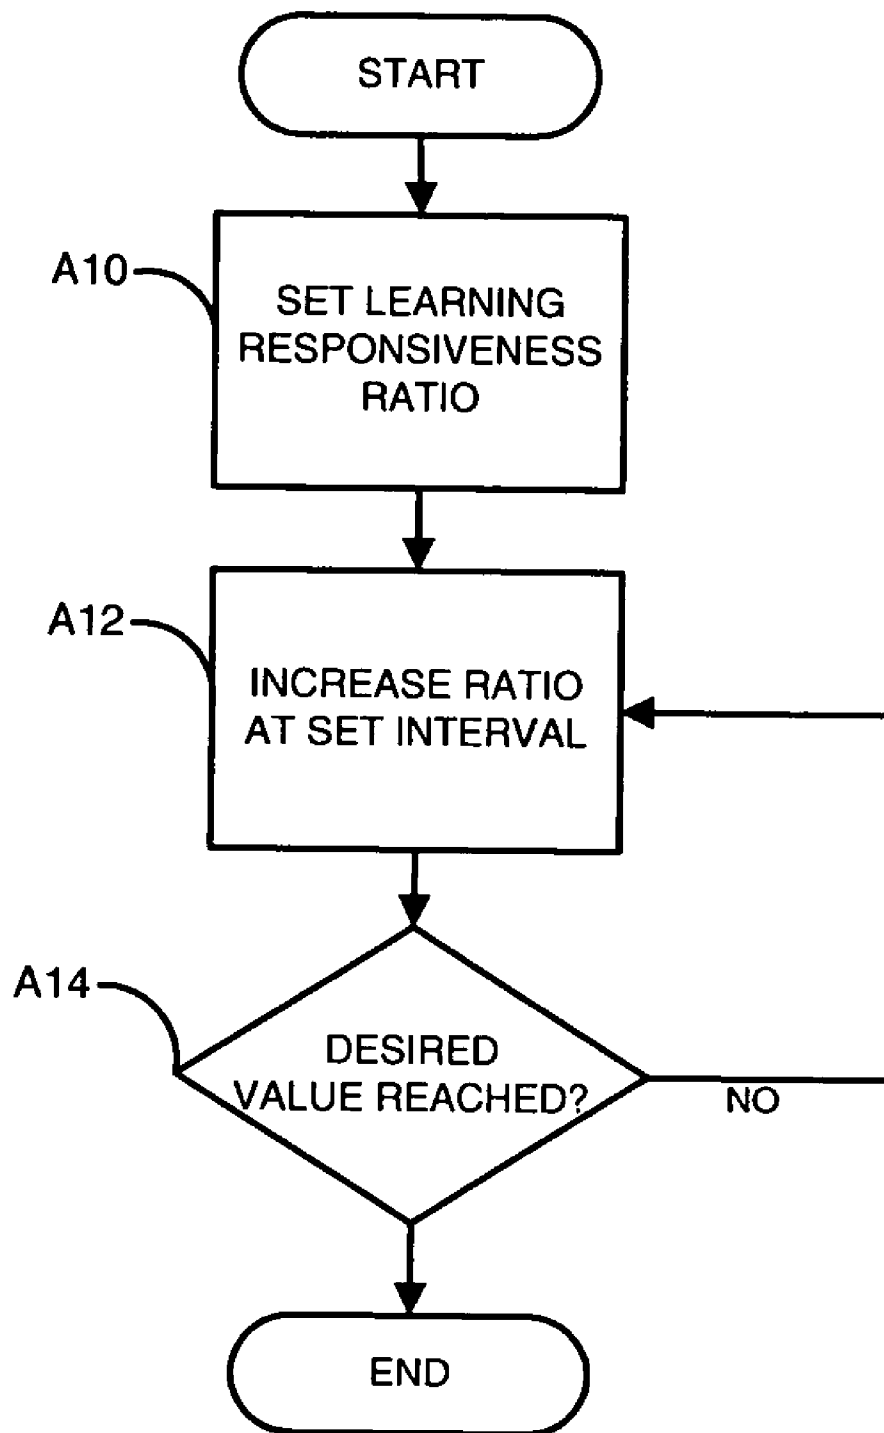 START
A10
SET LEARNING
RESPONSIVENESS
RATIO
A12
INCREASE RATIO
AT SET INTERVAL
A14
DESIRED
VALUE REACHED?
NO
END